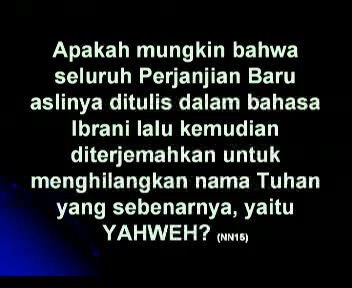 Apakah mungkin bahwa
seluruh Perjanjian Baru
aslinya ditulis dalam bahasa
Ibrani lalu kemudian
diterjemahkan untuk
menghilangkan nama Tuhan
yang sebenarnya, yaitu
YAHWEH? (NN15)